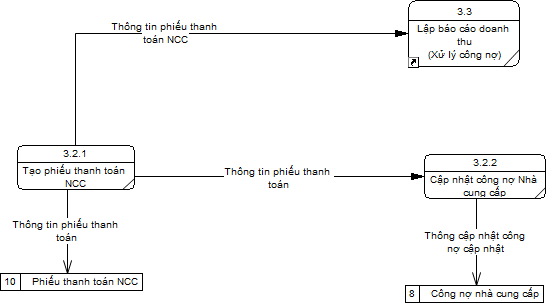 3.3
Thông tin phiếu thanh
toán NCC
Lập báo cáo doanh
thu
(Xử lý công nợ)
3.2.1
Tạo phiếu thanh toán
NCC
Thông tin phiếu thanh
toán
3.2.2
Cập nhật công nợ Nhà
cung cấp
Thông tin phiếu thanh
toán
Thông cập nhật công
nợ cập nhật
10 Phiếu thanh toán NCC
8 Công nợ nhà cung cấp